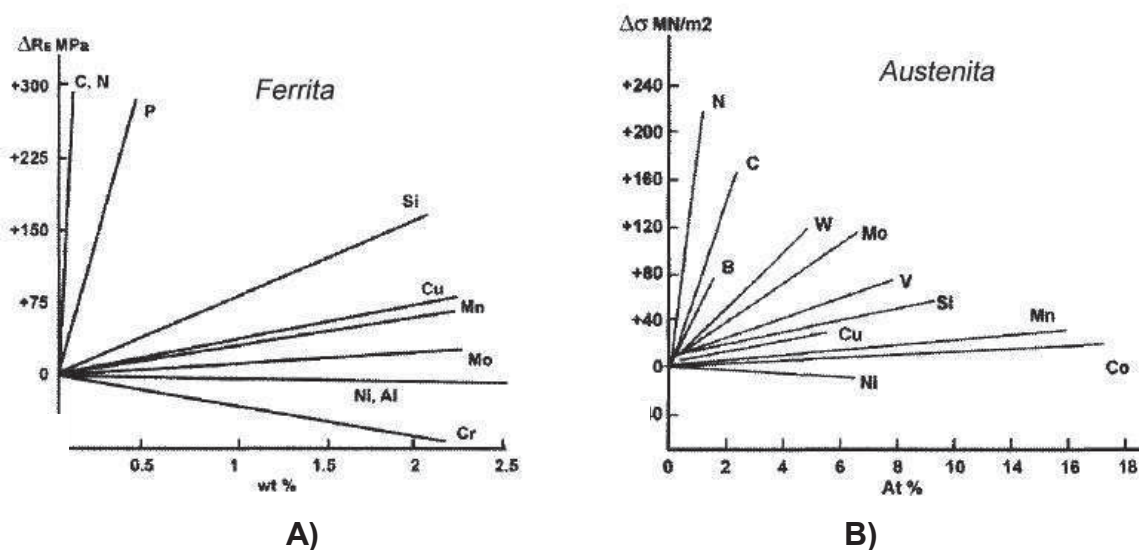 ΔRE MPa
Ferrita
+300
+225
+150
+75
0
C, N
P
Si
Cu
Mn
Mo
Ni, Al
Cr
0.5
1
1.5
2
2.5
wt %
A)
Δσ MN/m2
Austenita
+240
+200
+160
+120
+80
+40
0
40
N
C
W
Mo
B
V
Si
Cu
Mn
Ni
Co
0
2
4
6
8
10
12
14
16
18
At %
B)